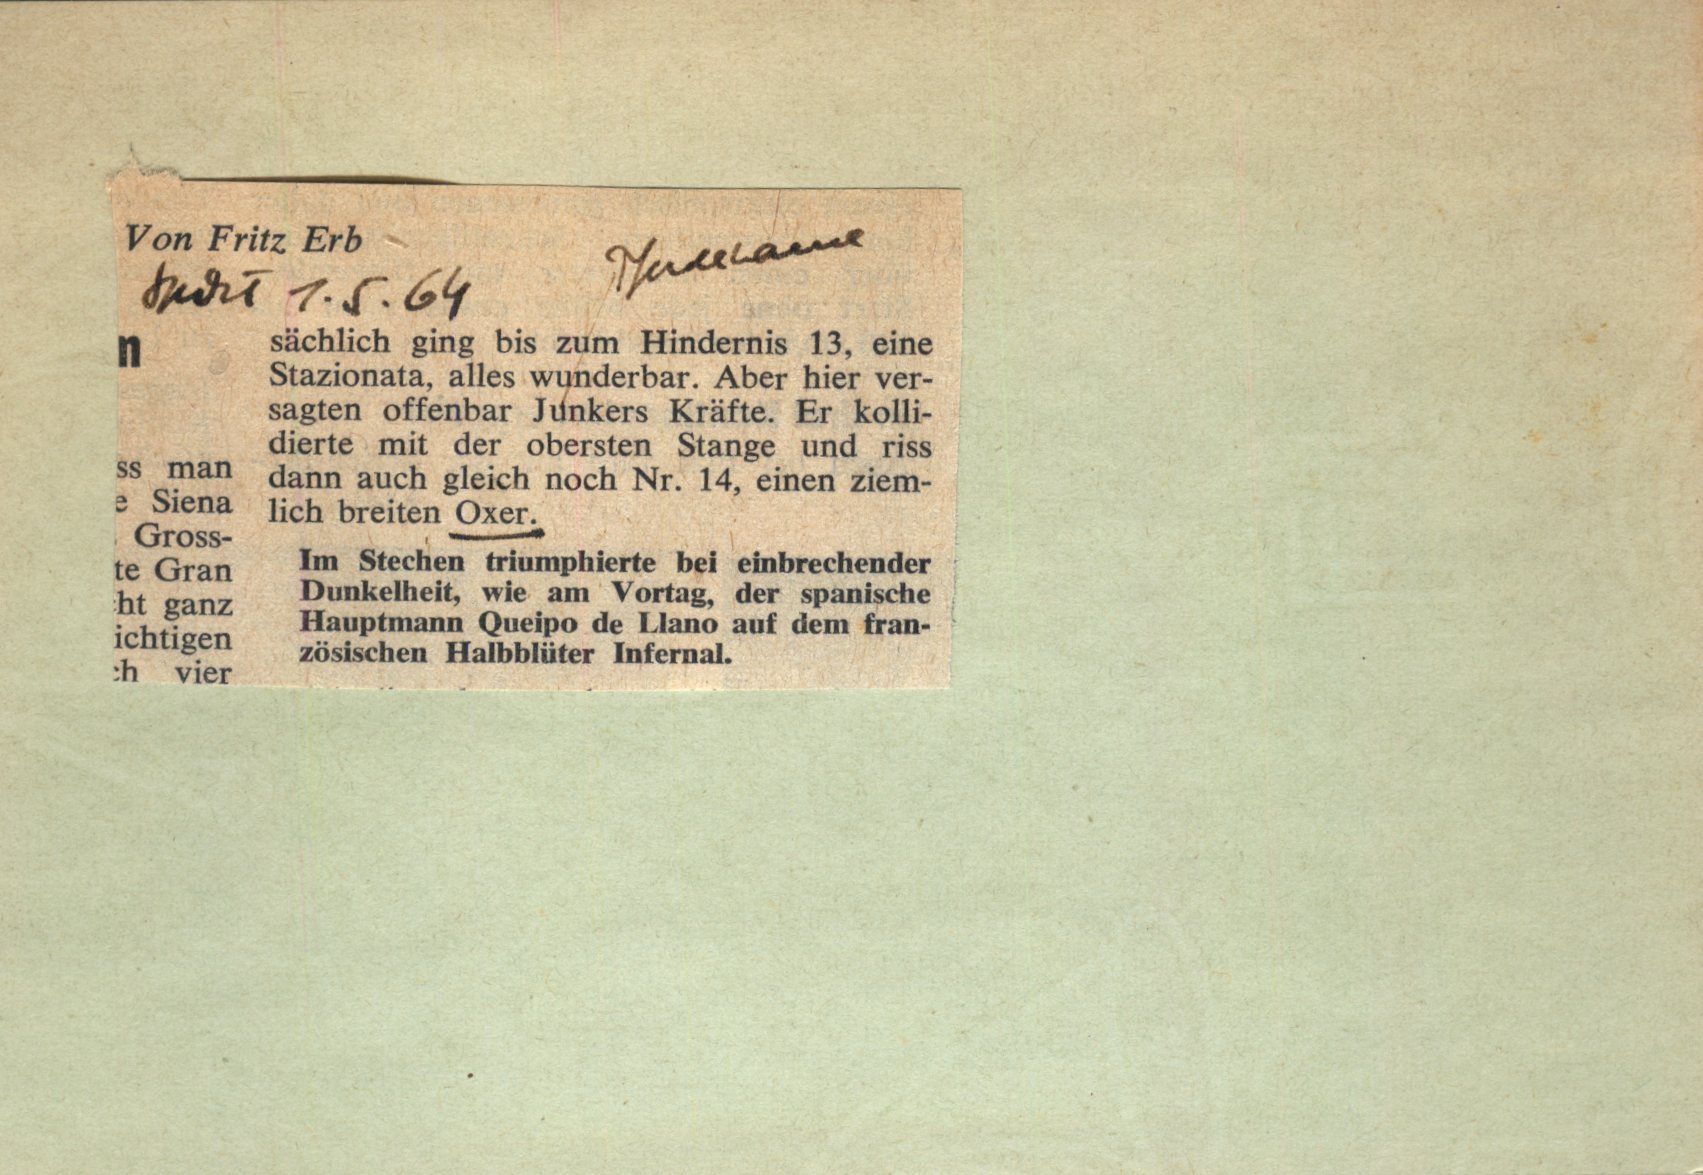 Von Fritz Erb
Sport 1.5.64
n
ss man
e Siena
Gross-
te Gran
ht ganz
ichtigen
ch vier
sächlich ging bis zum Hindernis 13, eine
Stazionata, alles wunderbar. Aber hier ver-
sagten offenbar Junkers Kräfte. Er kolli-
dierte mit der obersten Stange und riss
dann auch gleich noch Nr. 14, einen ziem-
lich breiten Oxer.
Im Stechen triumphierte bei einbrechender
Dunkelheit, wie am Vortag, der spanische
Hauptmann Queipo de Llano auf dem fran-
zösischen Halbblüter Infernal.